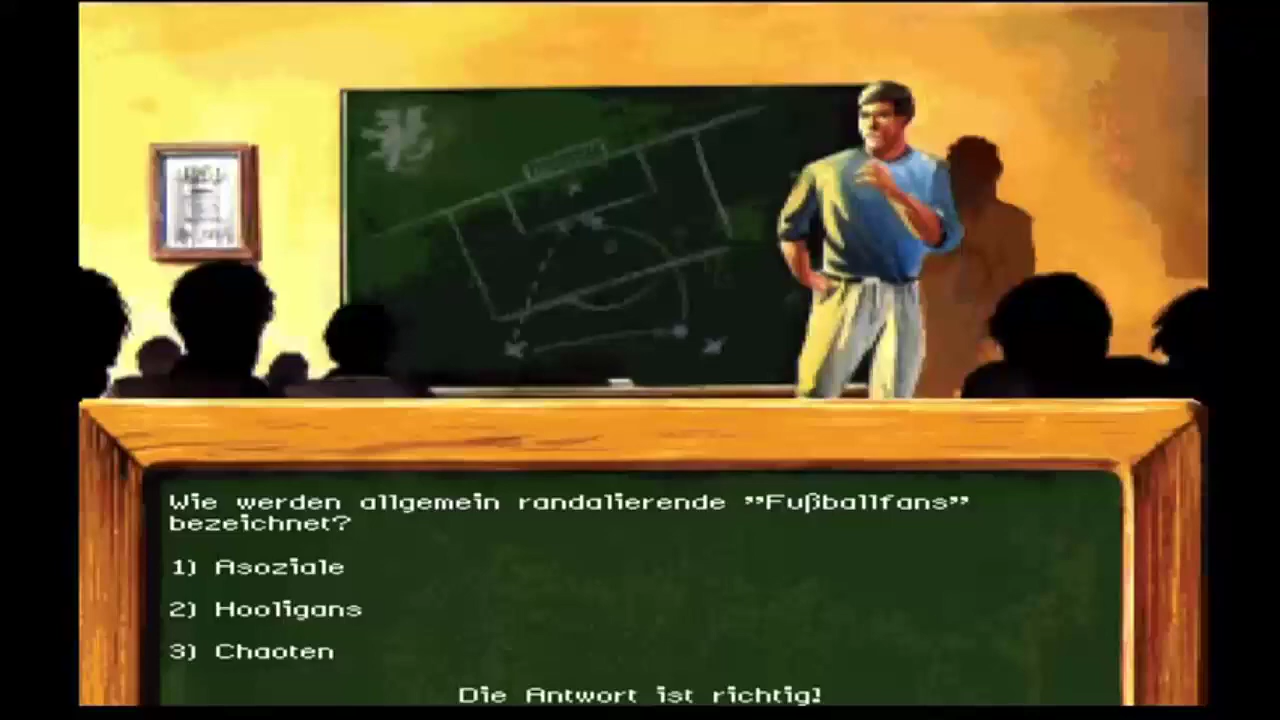 Wie werden allgemein randalierende "Fußballfans"
bezeichnet?
1) Asoziale
2) Hooligans
3) Chaoten
Die Antwort ist richtig!